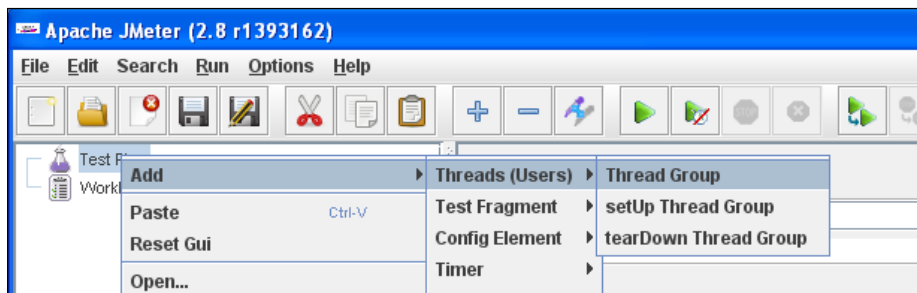 Apache JMeter (2.8 r1393162)
File Edit Search Run Options Help
Test
Add
Threads (Users)
Thread Group
Paste Ctrl-V
Test Fragment
setUp Thread Group
Reset Gui
Config Element
tearDown Thread Group
Open...
Timer